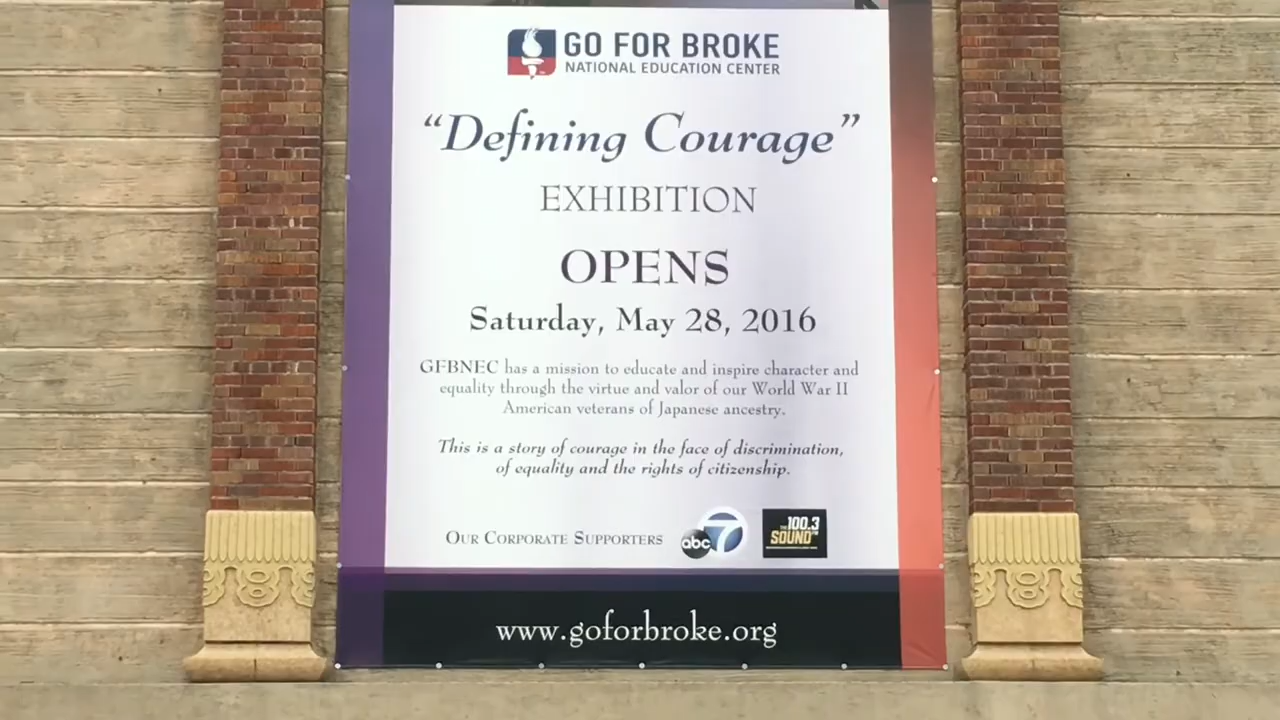 GO FOR BROKE
NATIONAL EDUCATION CENTER
“Defining Courage”
EXHIBITION
OPENS
Saturday, May 28, 2016
GFBNEC has a mission to educate and inspire character and
equality through the virtue and valor of our World War II
American veterans of Japanese ancestry.
This is a story of courage in the face of discrimination,
of equality and the rights of citizenship.
OUR CORPORATE SUPPORTERS
abc 7
100.3
THE SOUND
www.goforbroke.org